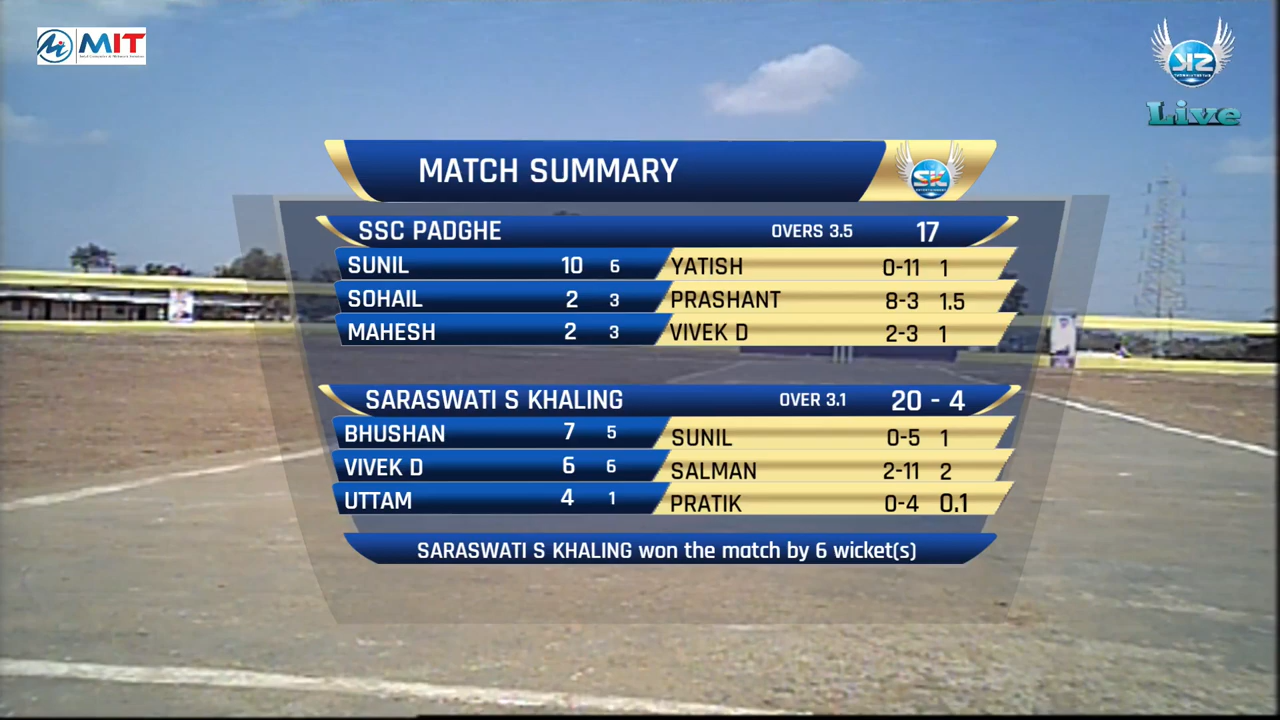 MIT
SK
Live
MATCH SUMMARY
SK
SSC PADGHE OVERS 3.5 17
SUNIL 10 6 YATISH 0-11 1
SOHAIL 2 3 PRASHANT 8-3 1.5
MAHESH 2 3 VIVEK D 2-3 1
SARASWATI S KHALING OVER 3.1 20 - 4
BHUSHAN 7 5 SUNIL 0-5 1
VIVEK D 6 6 SALMAN 2-11 2
UTTAM 4 1 PRATIK 0-4 0.1
SARASWATI S KHALING won the match by 6 wicket(s)